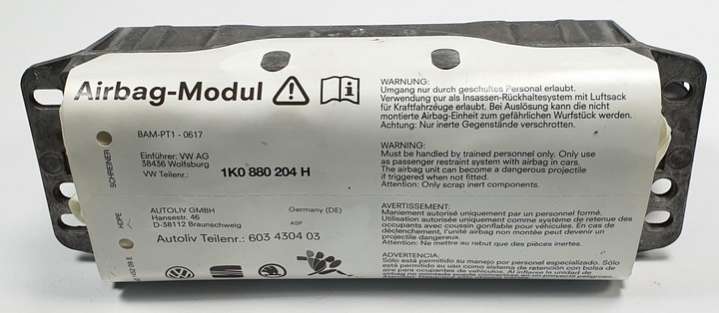 Airbag-Modul
BAM-PT1 - 0617
Einführer: VW AG
38436 Wolfsburg
VW Teilenr.: 1K0 880 204 H
AUTOLIV GMBH Germany (DE)
Hansestr. 46
D-38112 Braunschweig
Autoliv Teilenr.: 603 4304 03
SCHREINER
HOPE
WARNUNG:
Umgang nur durch geschultes Personal erlaubt.
Verwendung nur als Insassen-Rückhaltesystem mit Luftsack
für Kraftfahrzeuge erlaubt. Bei Auslösung kann die nicht
montierte Airbag-Einheit zum gefährlichen Wurfstück werden.
Achtung: Nur inerte Gegenstände verschrotten.
WARNING:
Must be handled by trained personnel only. Only use
as passenger restraint system with airbag in cars.
The airbag unit can become a dangerous projectile
if triggered when not fitted.
Attention: Only scrap inert components.
AVERTISSEMENT:
Maniement autorisé uniquement par un personnel formé.
Utilisation autorisée uniquement comme système de retenue des
occupants avec coussin gonflable pour véhicules. En cas de
déclenchement, l'unité airbag non montée peut devenir un
projectile dangereux.
Attention: Ne mettre au rebut que des pièces inertes.
ADVERTENCIA:
Sólo está permitido su manejo por personal especializado. Sólo
está permitido su uso como sistema de retención con bolsa de
aire para ocupantes de vehículos. Al inflarse la unidad de